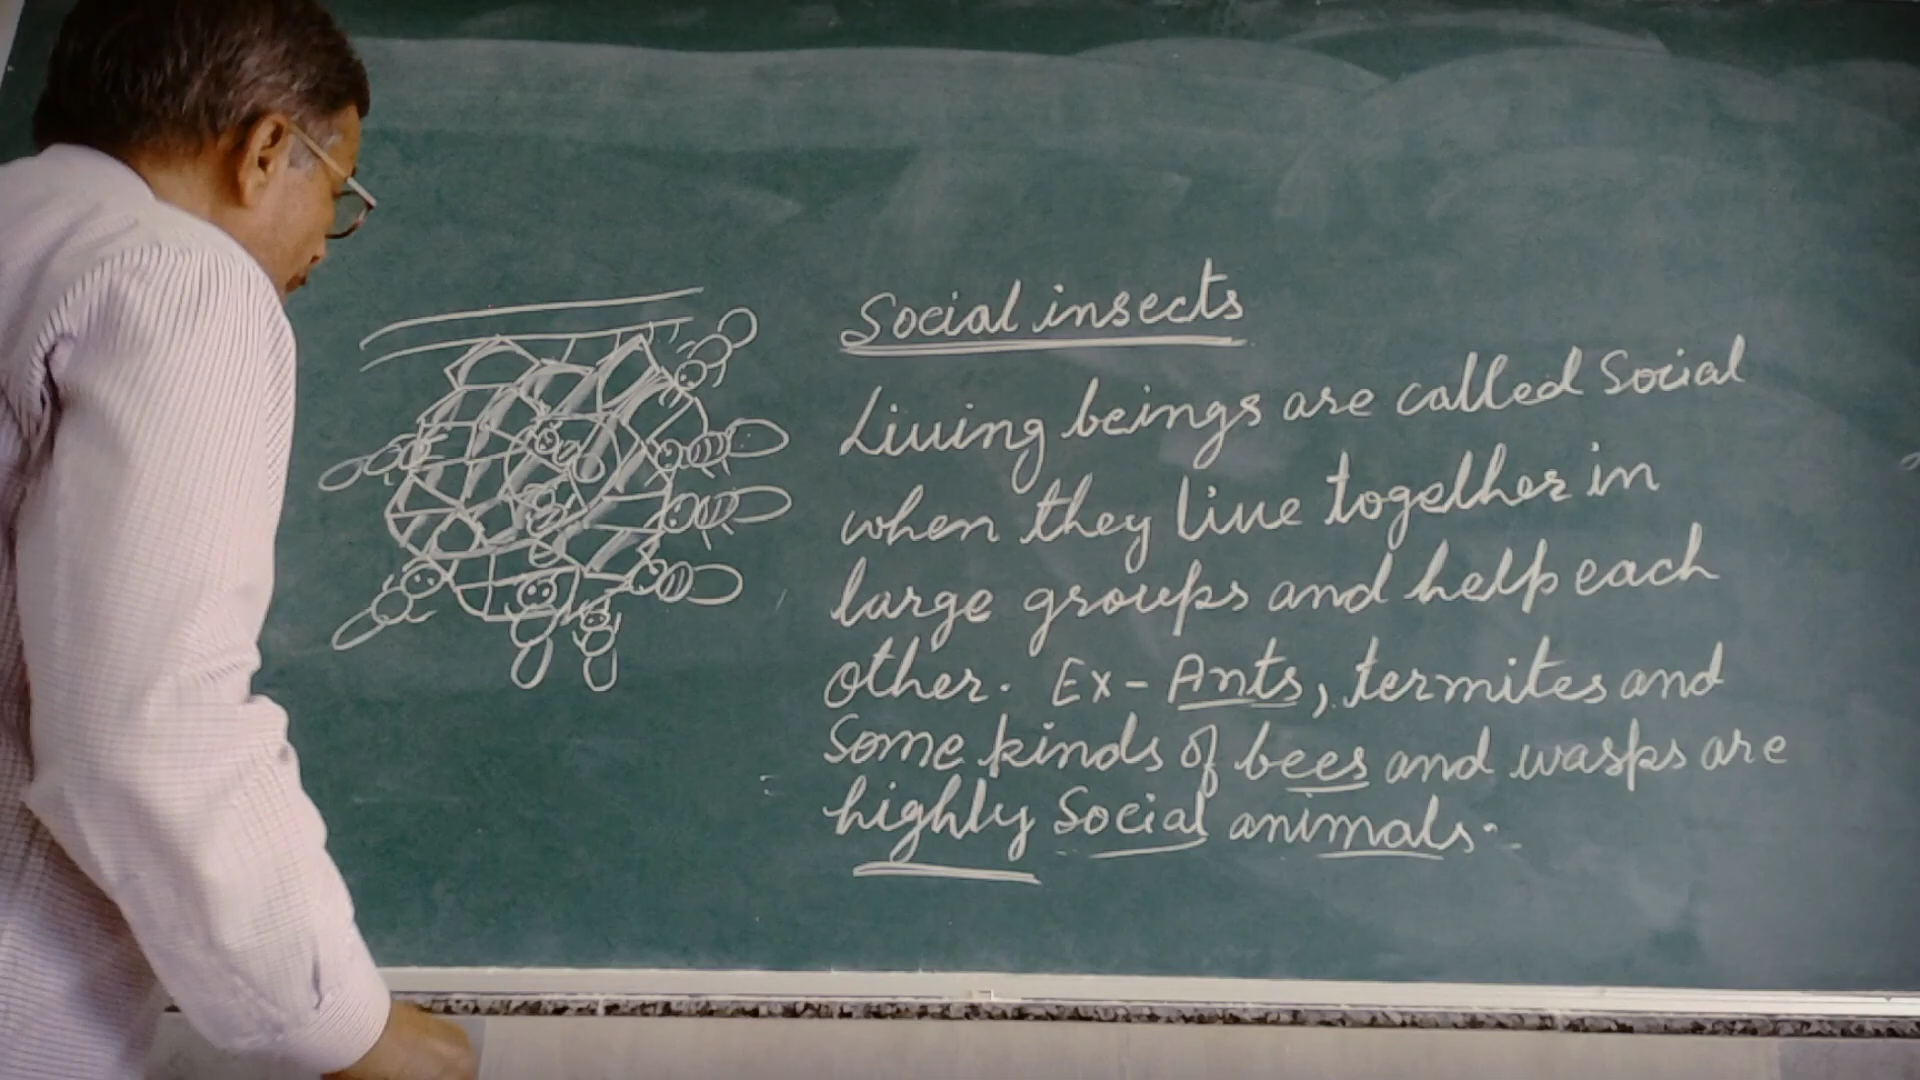 Social insects
Living beings are called Social
when they live together in
large groups and help each
other. Ex- Ants, termites and
Some kinds of bees and wasps are
highly Social animals.